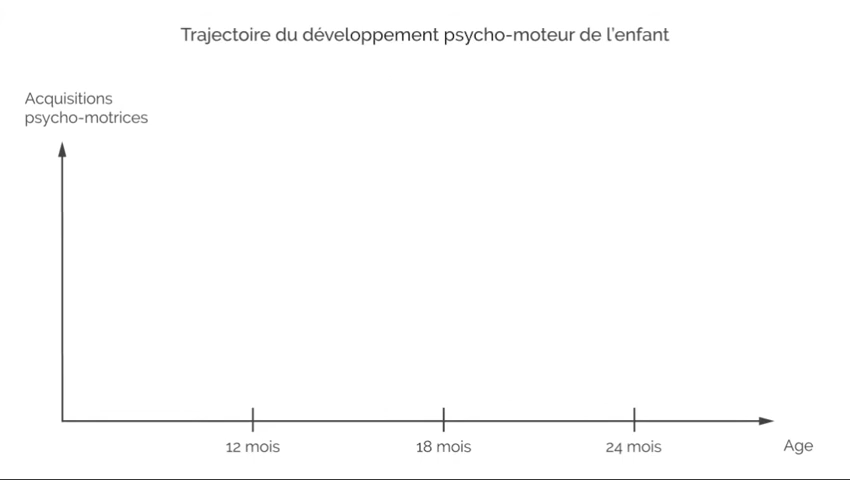 Trajectoire du développement psycho-moteur de l'enfant
Acquisitions
psycho-motrices
12 mois
18 mois
24 mois
Age